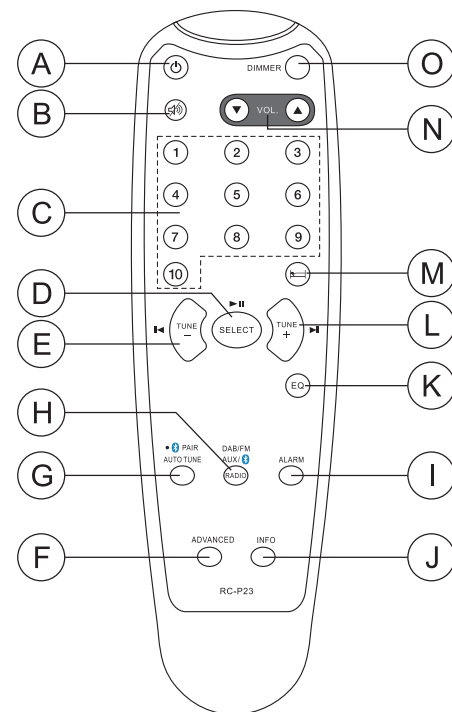 A
DIMMER
O
B
VOL.
N
1 2 3
C
4 5 6
7 8 9
10
M
D
TUNE
−
SELECT
TUNE
+
E
L
EQ
K
H
PAIR
AUTO TUNE
DAB/FM
AUX/
RADIO
ALARM
G
I
F
ADVANCED
INFO
J
RC-P23